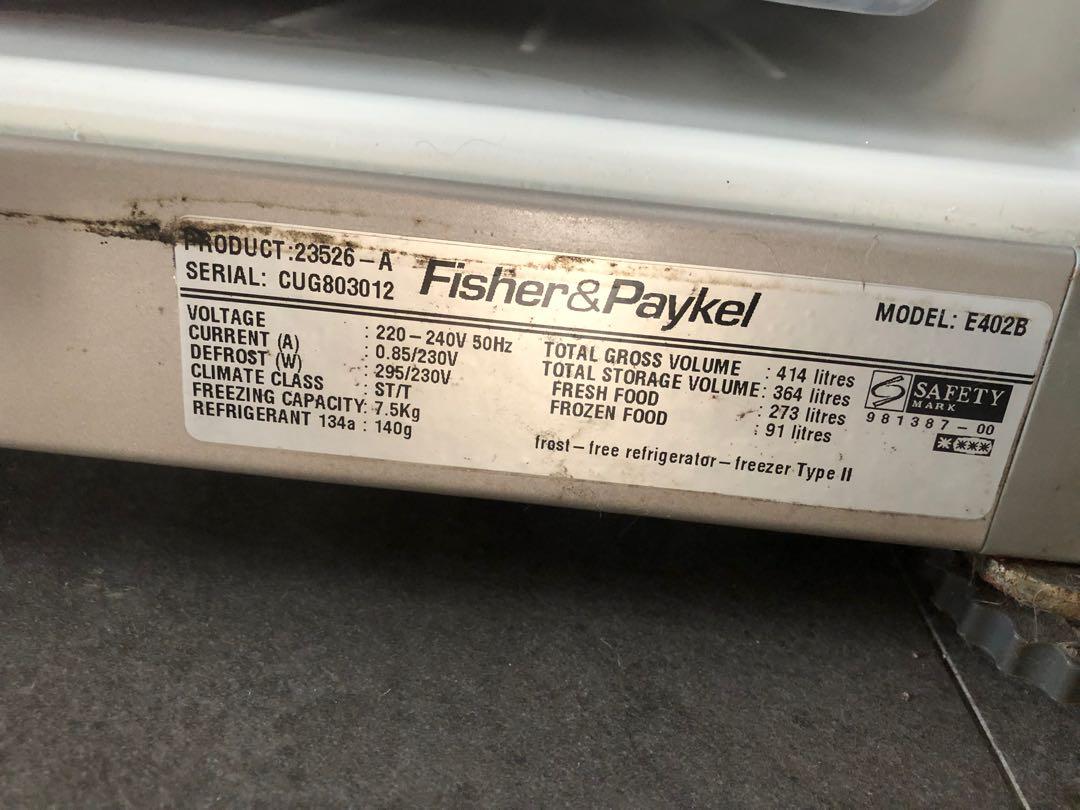 PRODUCT:23526-A
SERIAL: CUG803012
Fisher&Paykel
MODEL: E402B
VOLTAGE : 220-240V 50Hz
CURRENT (A) : 0.85/230V
DEFROST (W) : 295/230V
CLIMATE CLASS : ST/T
FREEZING CAPACITY: 7.5Kg
REFRIGERANT 134a : 140g
TOTAL GROSS VOLUME : 414 litres
TOTAL STORAGE VOLUME: 364 litres
FRESH FOOD : 273 litres
FROZEN FOOD : 91 litres
frost-free refrigerator-freezer Type II
SAFETY
MARK
981387-00